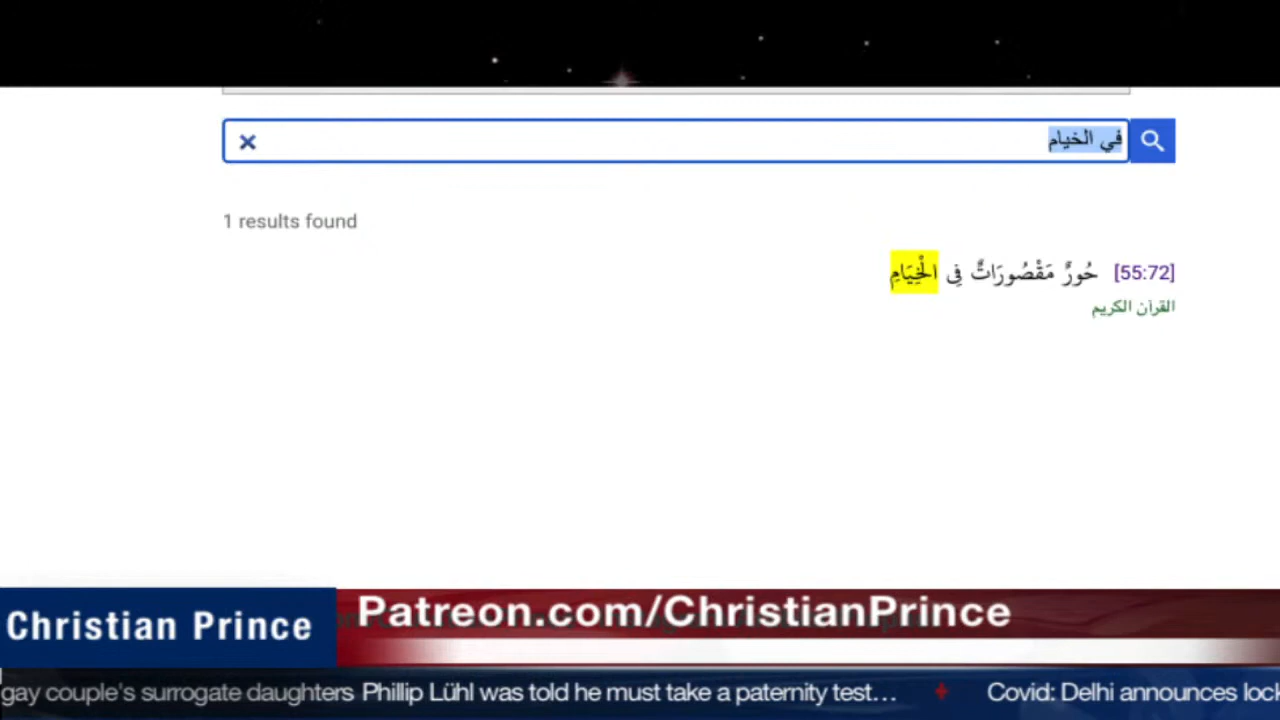 في الخيام
1 results found
[55:72] حُورٌ مَقْصُورَاتٌ فِى الْخِيَامِ
القرآن الكريم
Patreon.com/ChristianPrince
Christian Prince
gay couple's surrogate daughters Phillip Lühl was told he must take a paternity test… Covid: Delhi announces lock